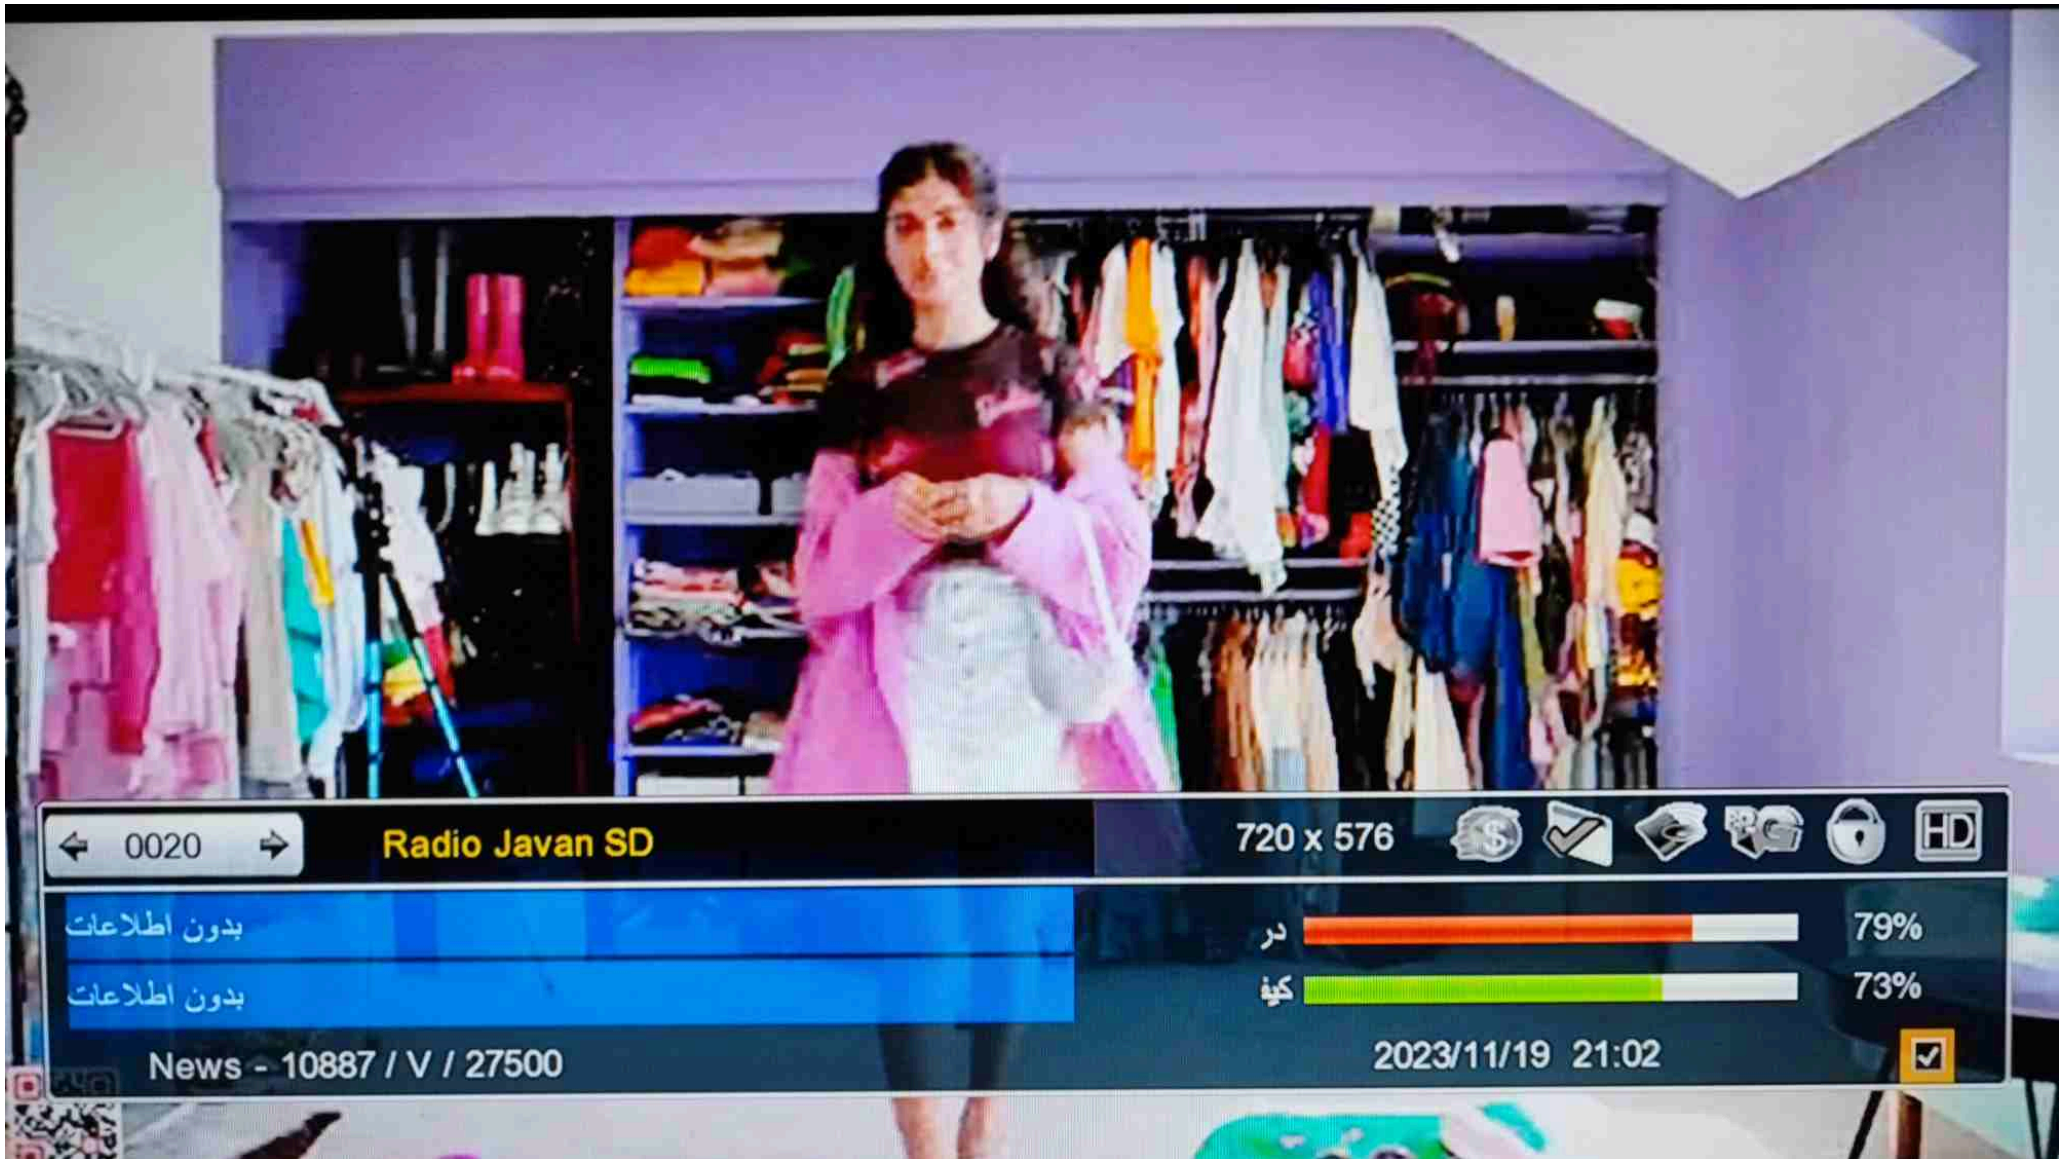 0020
Radio Javan SD
720 x 576
HD
بدون اطلاعات
در
79%
بدون اطلاعات
کیف
73%
News - 10887 / V / 27500
2023/11/19 21:02